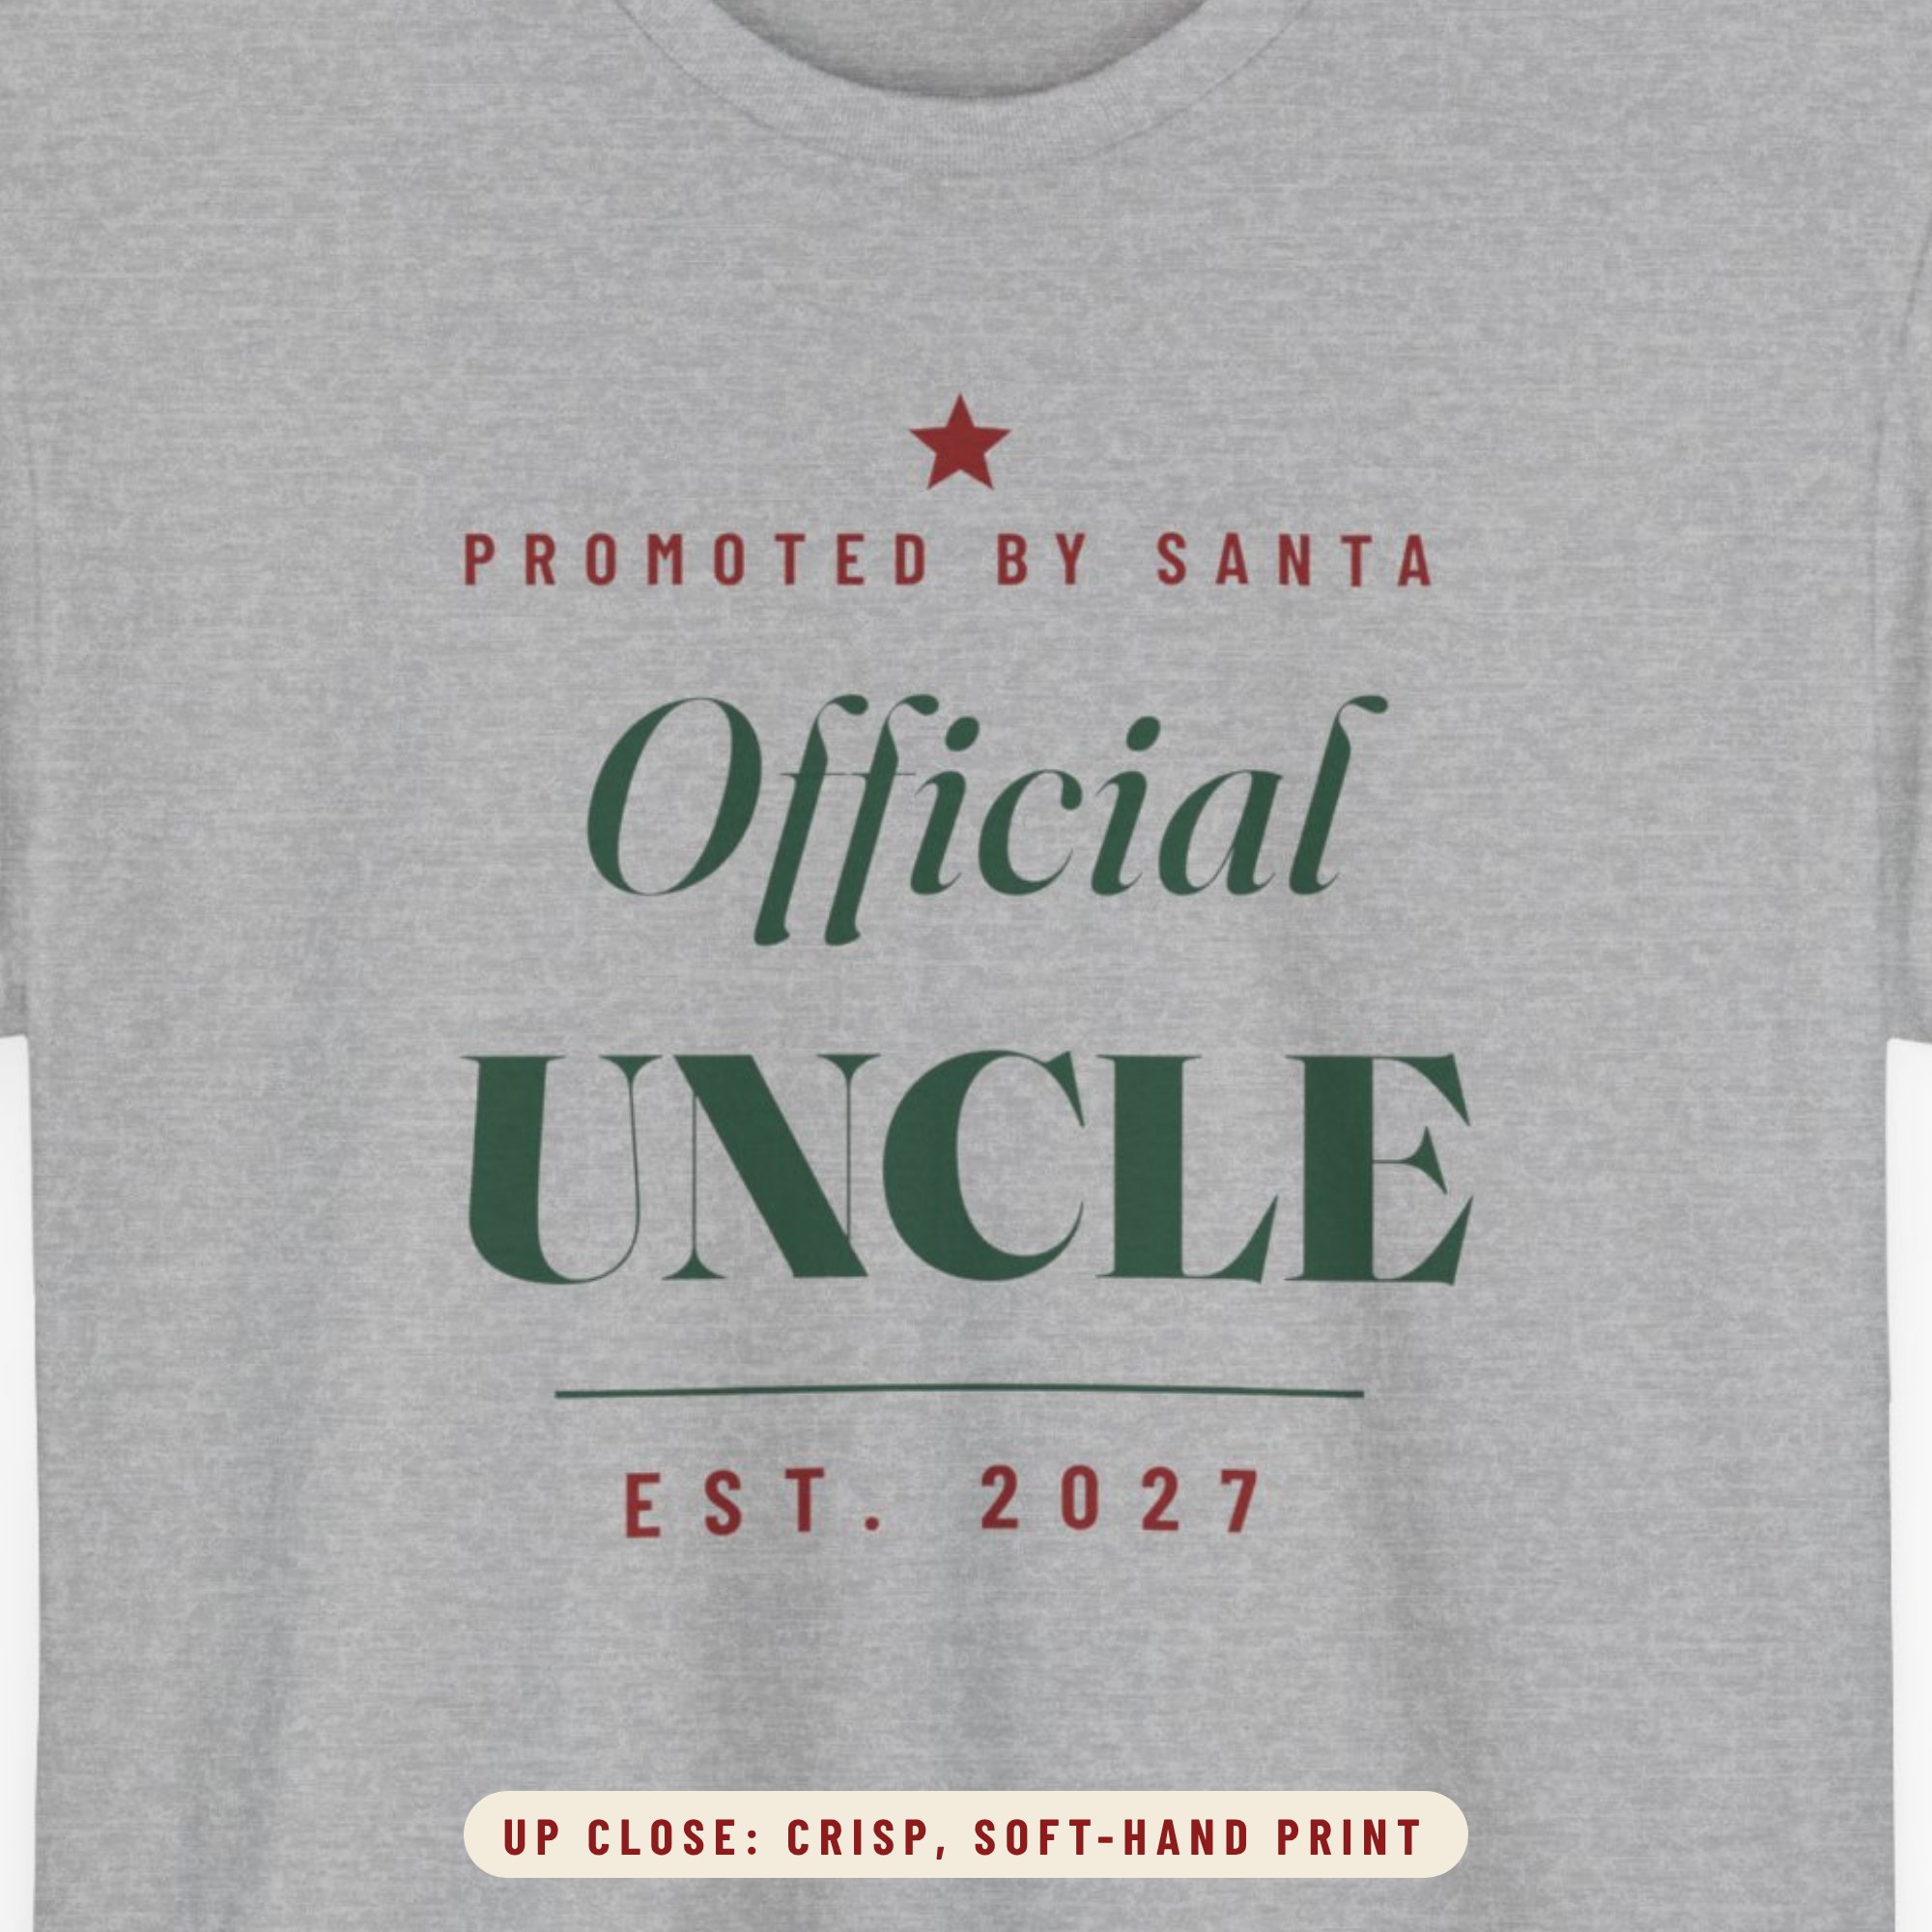 PROMOTED BY SANTA
Official
UNCLE
EST. 2027
UP CLOSE: CRISP, SOFT-HAND PRINT